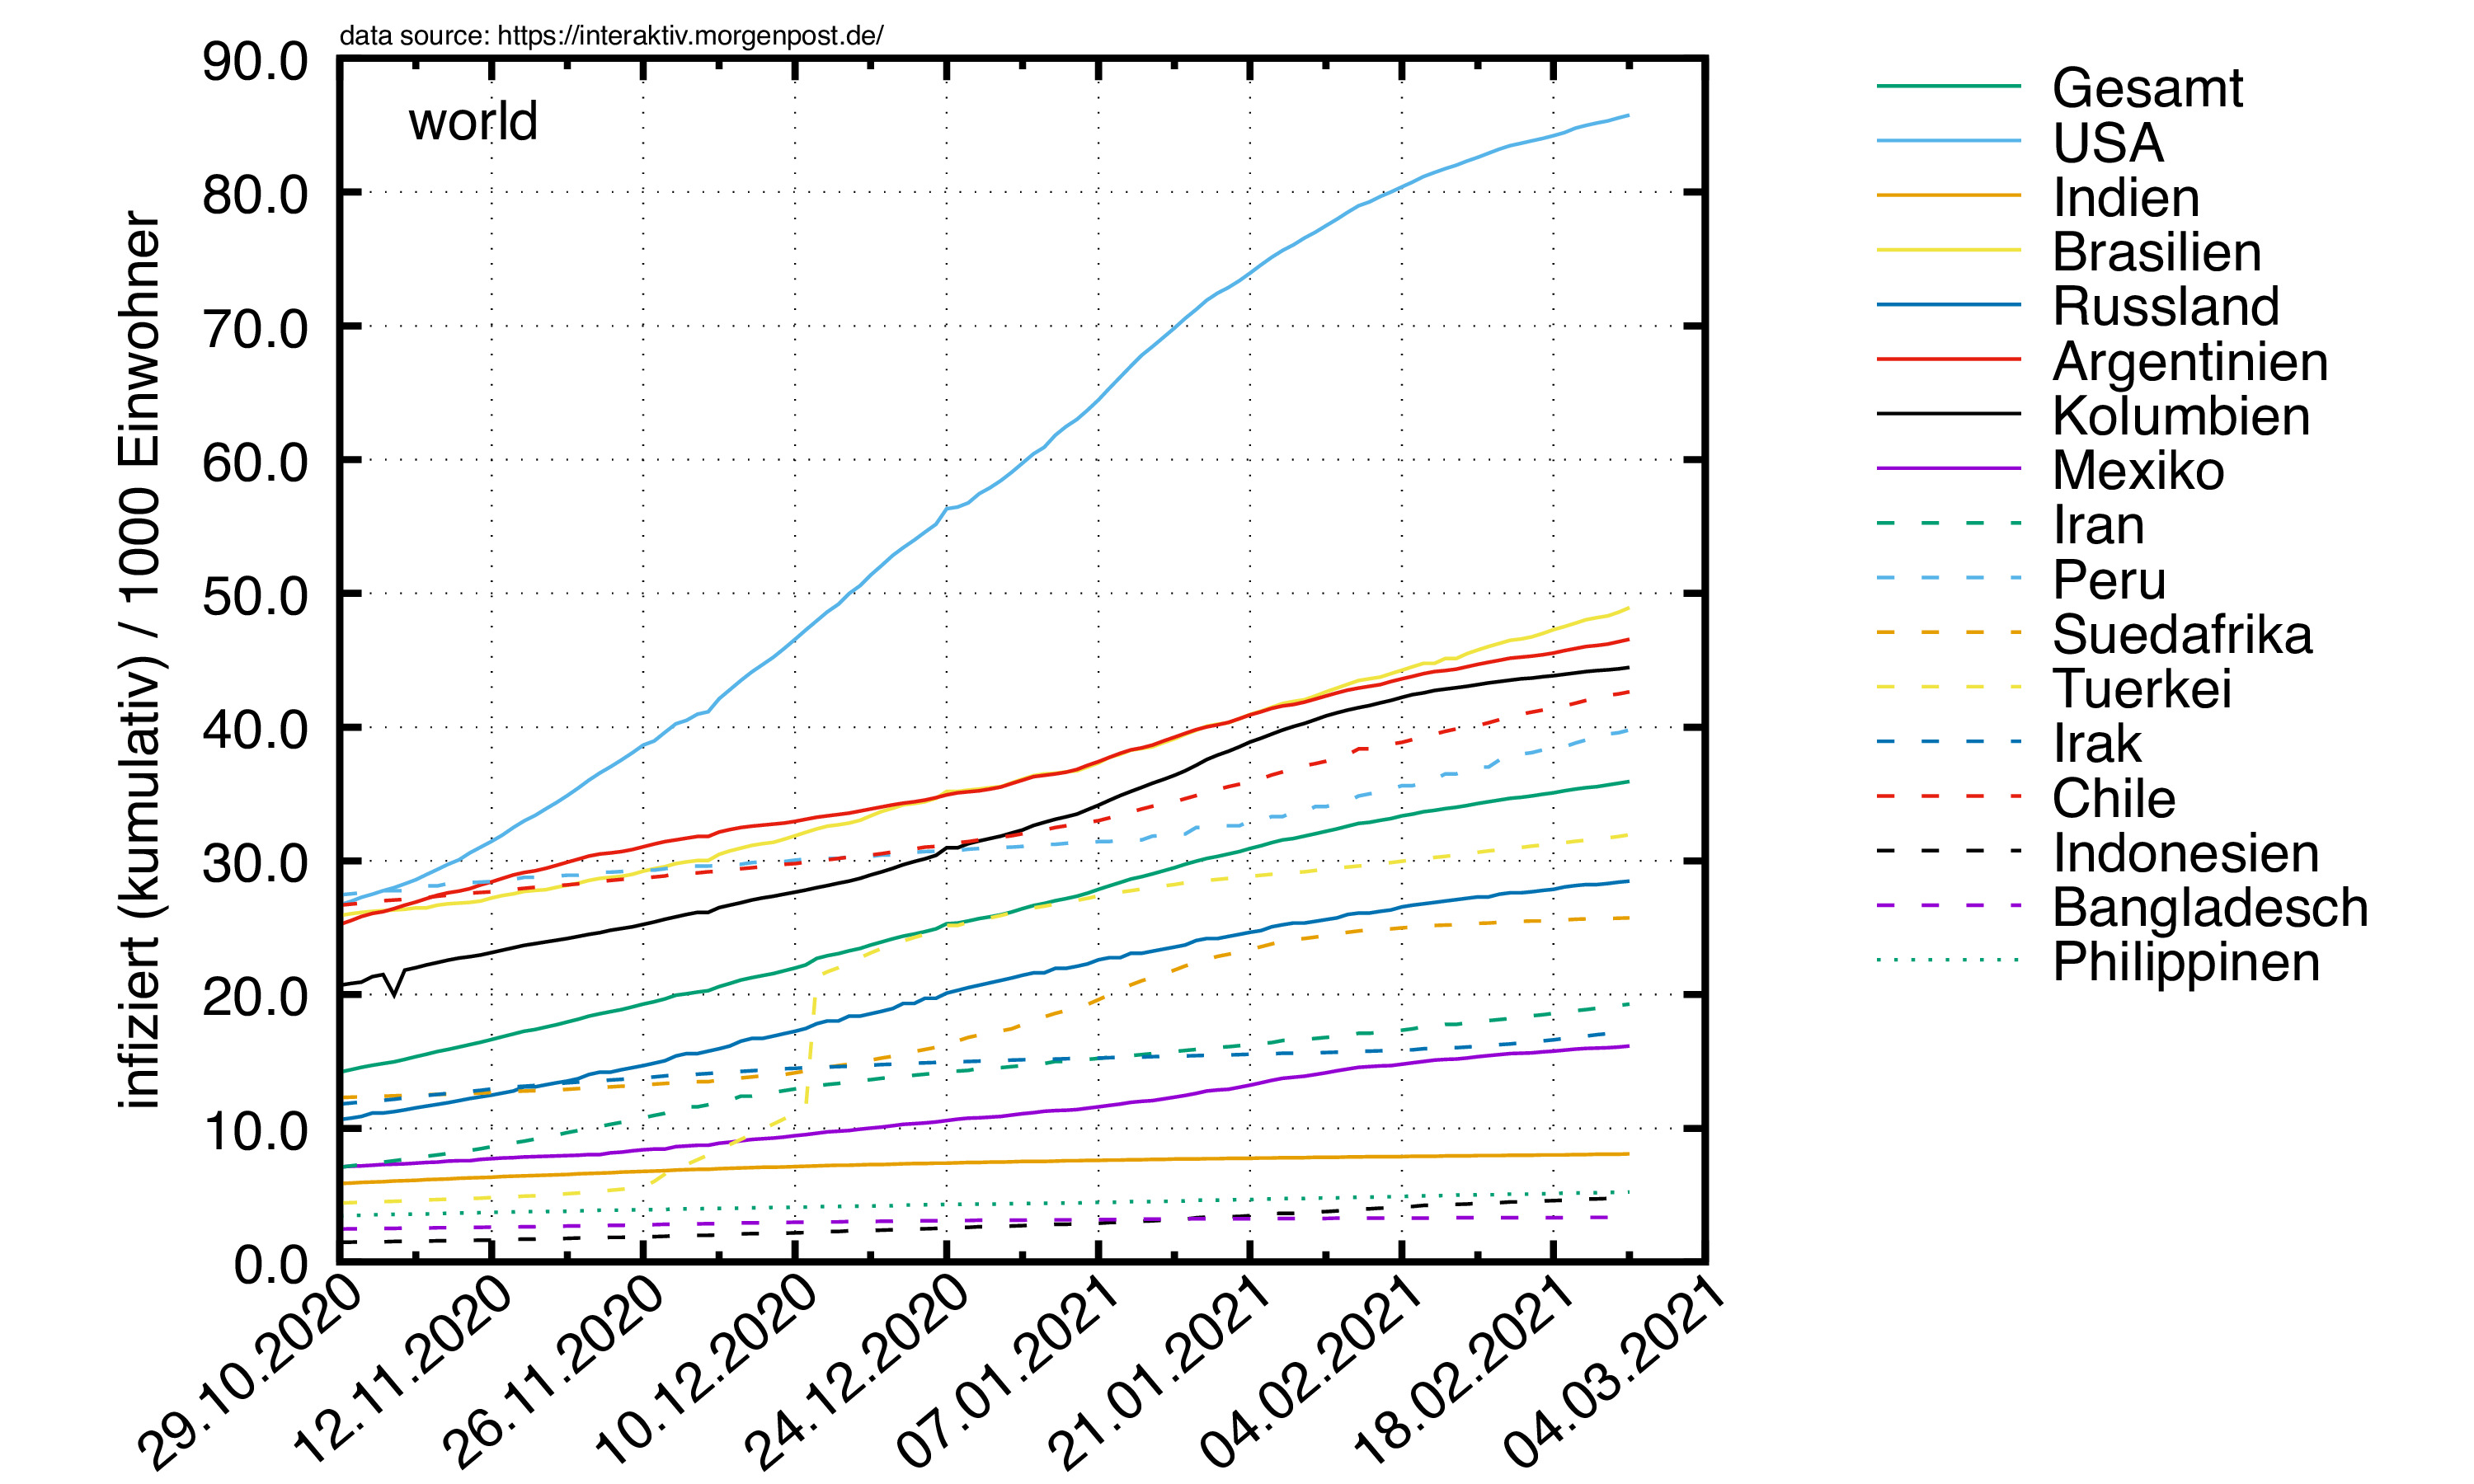 data source: https://interaktiv.morgenpost.de/
world
infiziert (kumulativ) / 1000 Einwohner
90.0
80.0
70.0
60.0
50.0
40.0
30.0
20.0
10.0
0.0
29.10.2020
12.11.2020
26.11.2020
10.12.2020
24.12.2020
07.01.2021
21.01.2021
04.02.2021
18.02.2021
04.03.2021
Gesamt
USA
Indien
Brasilien
Russland
Argentinien
Kolumbien
Mexiko
Iran
Peru
Suedafrika
Tuerkei
Irak
Chile
Indonesien
Bangladesch
Philippinen